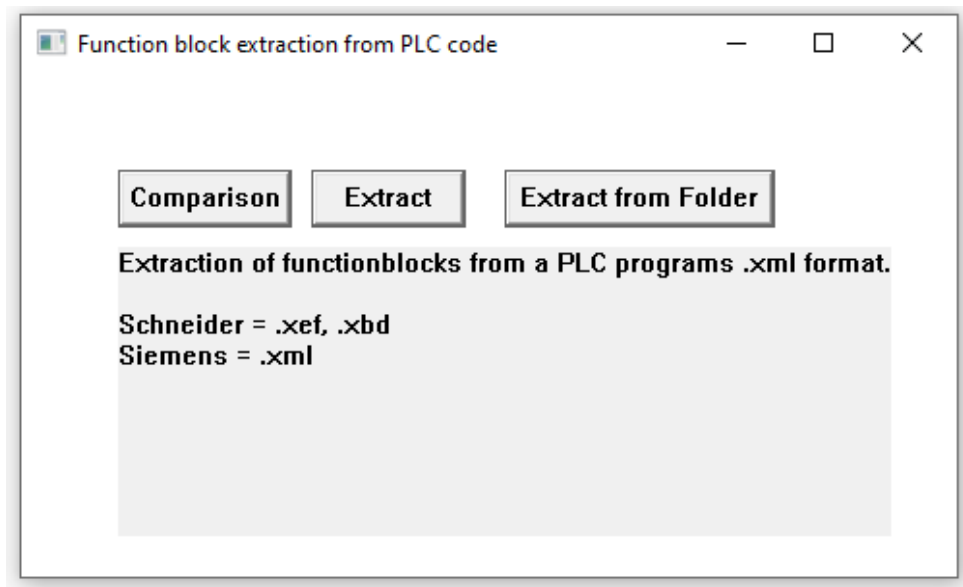 Function block extraction from PLC code
Comparison Extract Extract from Folder
Extraction of functionblocks from a PLC programs .xml format.
Schneider = .xef, .xbd
Siemens = .xml